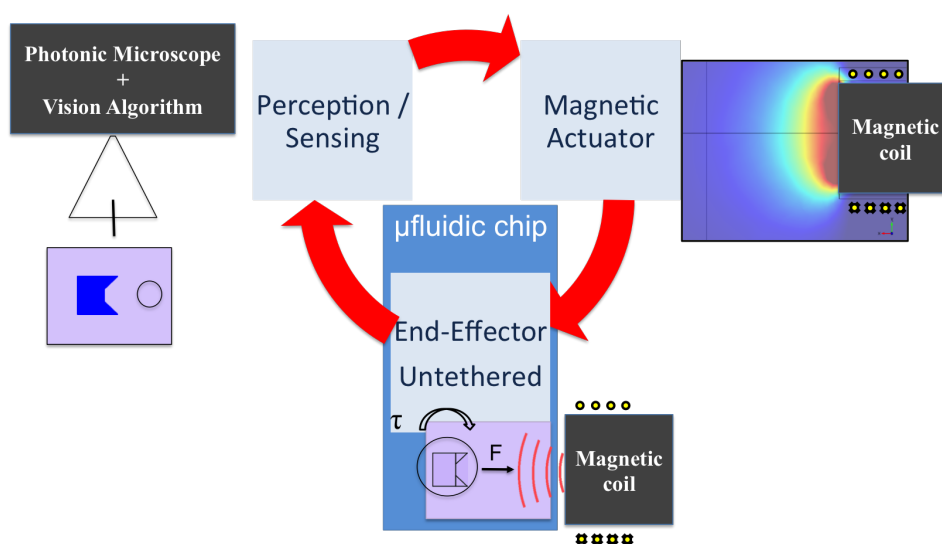 Photonic Microscope
+
Vision Algorithm
Perception /
Sensing
Magnetic
Actuator
Magnetic
coil
µfluidic chip
End-Effector
Untethered
τ
F
Magnetic
coil